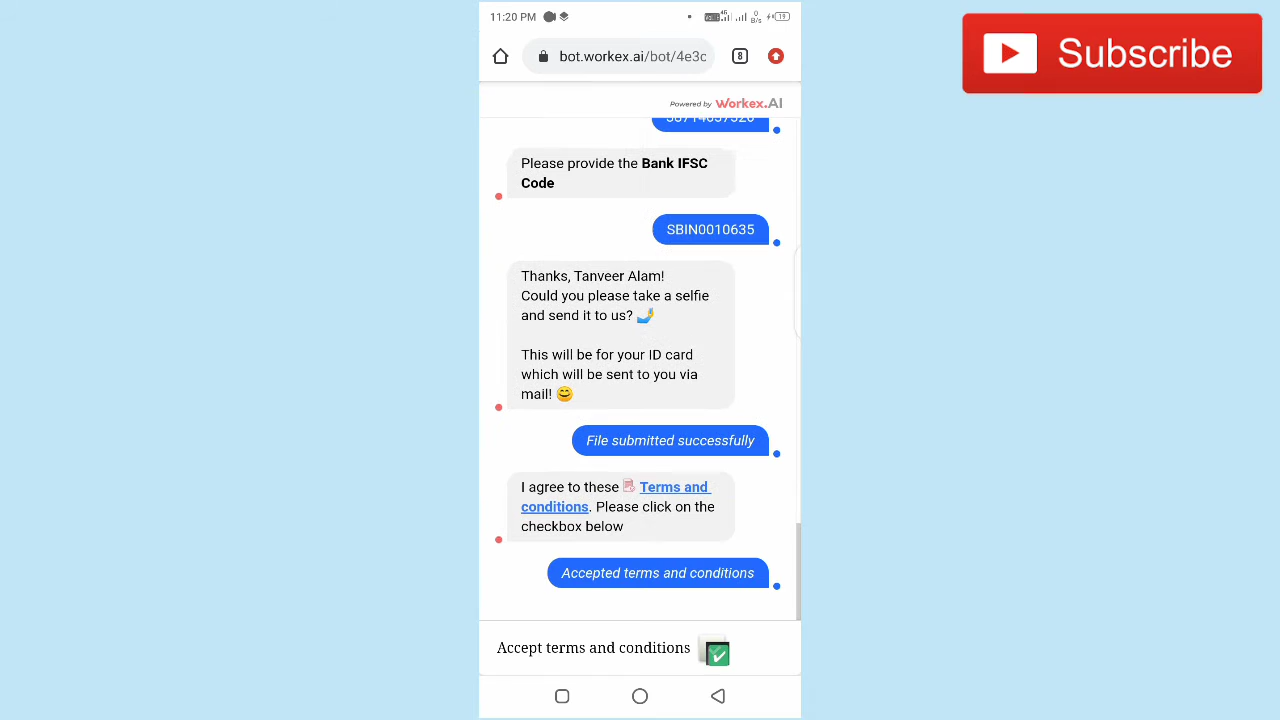 11:20 PM
Subscribe
bot.workex.ai/bot/4e3c
8
Powered by Workex.AI
Please provide the Bank IFSC
Code
SBIN0010635
Thanks, Tanveer Alam!
Could you please take a selfie
and send it to us? 🤳
This will be for your ID card
which will be sent to you via
mail! 😊
File submitted successfully
I agree to these Terms and
conditions. Please click on the
checkbox below
Accepted terms and conditions
Accept terms and conditions